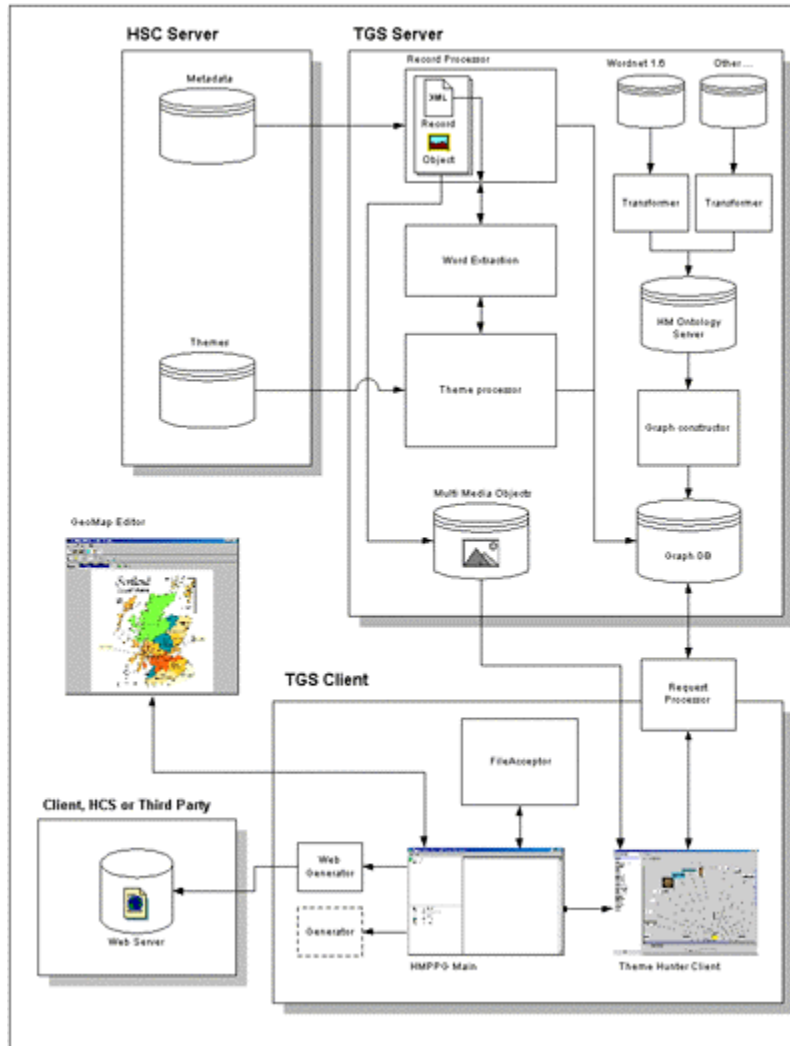 HSC Server
TGS Server
Metadata
Record Processor
XML
Record
Object
Wordnet 1.6
Other ...
Transformer
Transformer
Word Extraction
HM Ontology
Server
Themes
Theme processor
Graph constructor
Multi Media Objects
Graph DB
GeoMap Editor
Scotland
TGS Client
Request
Processor
FileAcceptor
Client, HCS or Third Party
Web
Generator
Web Server
Generator
HMPPG Main
Theme Hunter Client